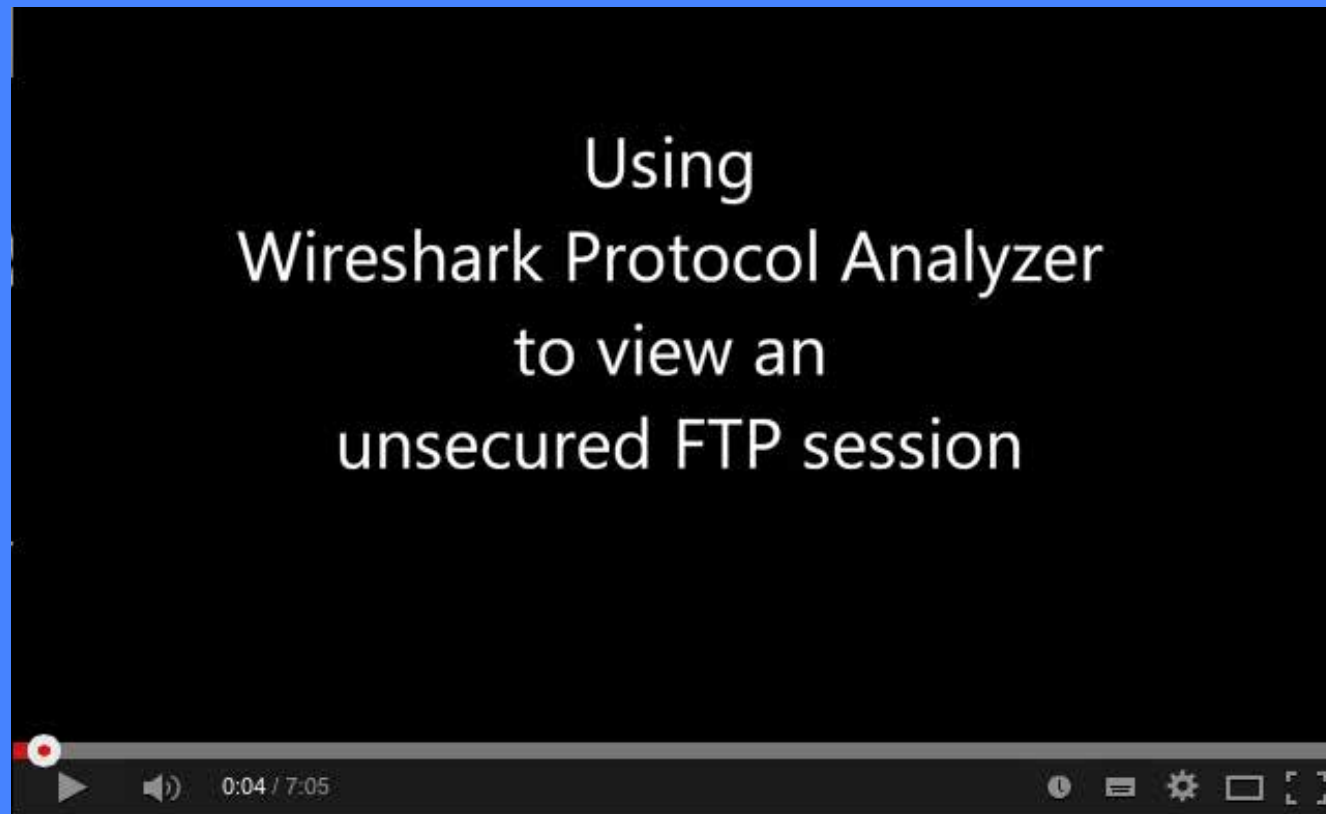 Using
Wireshark Protocol Analyzer
to view an
unsecured FTP session
0:04 / 7:05